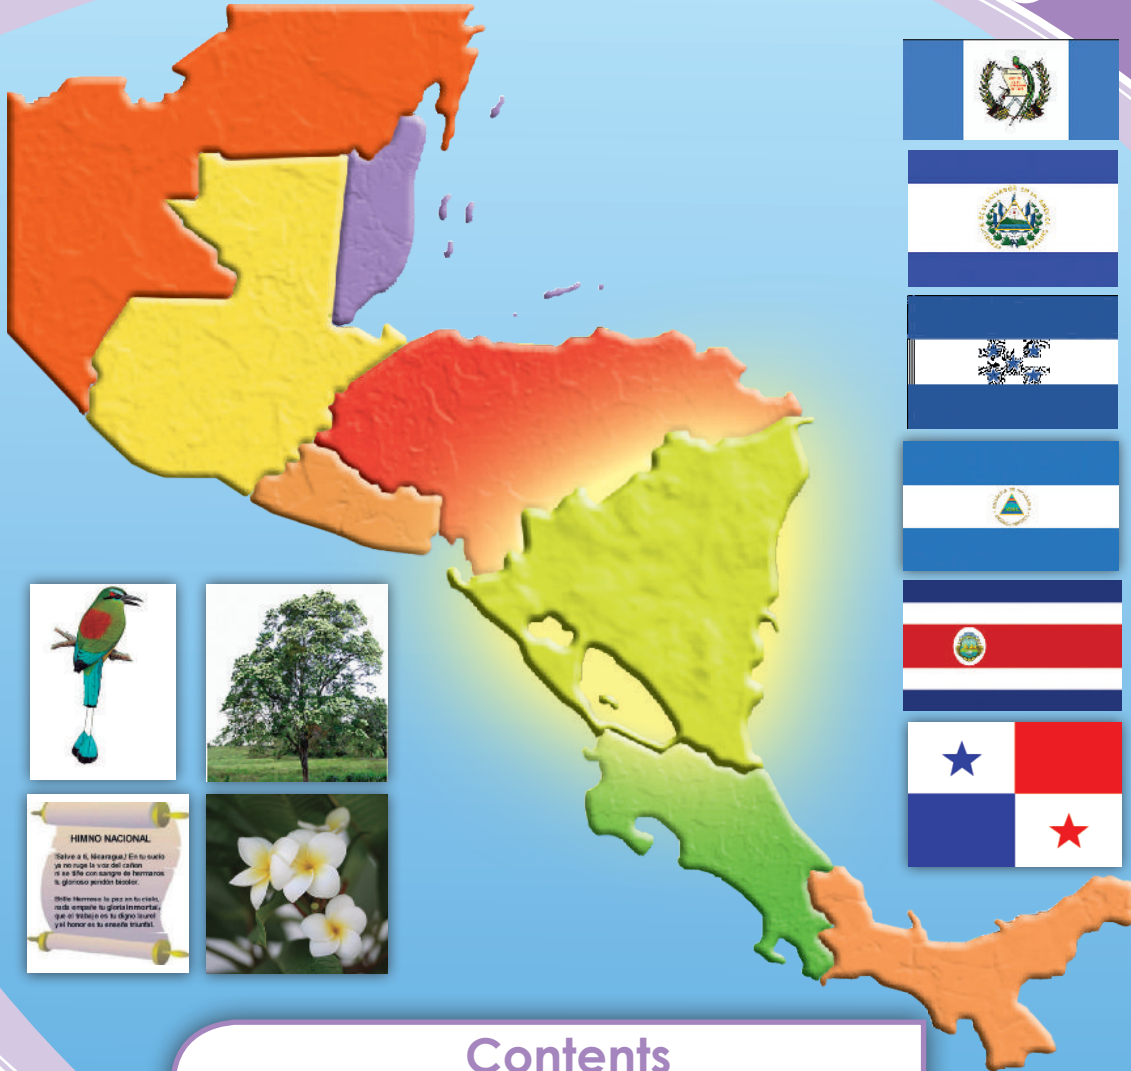 HIMNO NACIONAL
Salve a ti, Nicaragua! En tu suelo
ya no ruge la voz del cañon
ni se tiñe con sangre de hermanos
tu glorioso pendón bicolor.
Brille Hermosa la paz en tu cielo,
nada empañe tu gloria inmortal,
que el trabajo es tu digno laurel
y el honor es tu enseña triunfal.
Contents